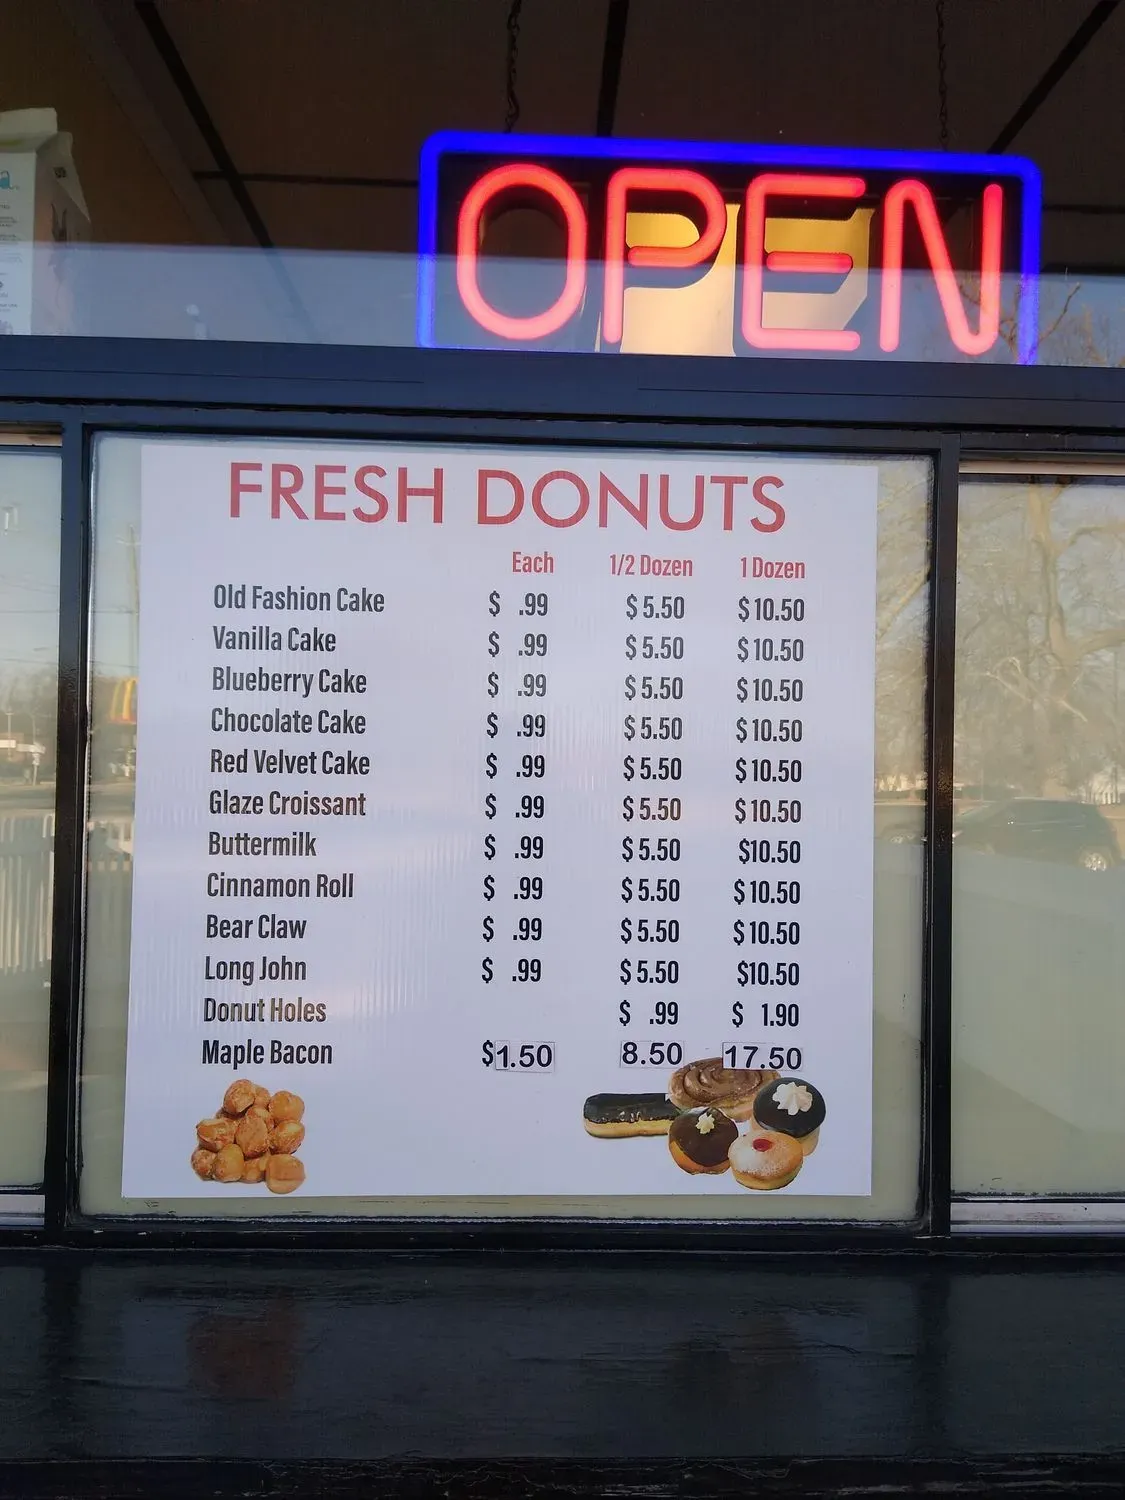 OPEN
FRESH DONUTS
Each 1/2 Dozen 1 Dozen
Old Fashion Cake $ .99 $5.50 $10.50
Vanilla Cake $ .99 $5.50 $10.50
Blueberry Cake $ .99 $5.50 $10.50
Chocolate Cake $ .99 $5.50 $10.50
Red Velvet Cake $ .99 $5.50 $10.50
Glaze Croissant $ .99 $5.50 $10.50
Buttermilk $ .99 $5.50 $10.50
Cinnamon Roll $ .99 $5.50 $10.50
Bear Claw $ .99 $5.50 $10.50
Long John $ .99 $5.50 $10.50
Donut Holes $ .99 $ 1.90
Maple Bacon $1.50 8.50 17.50